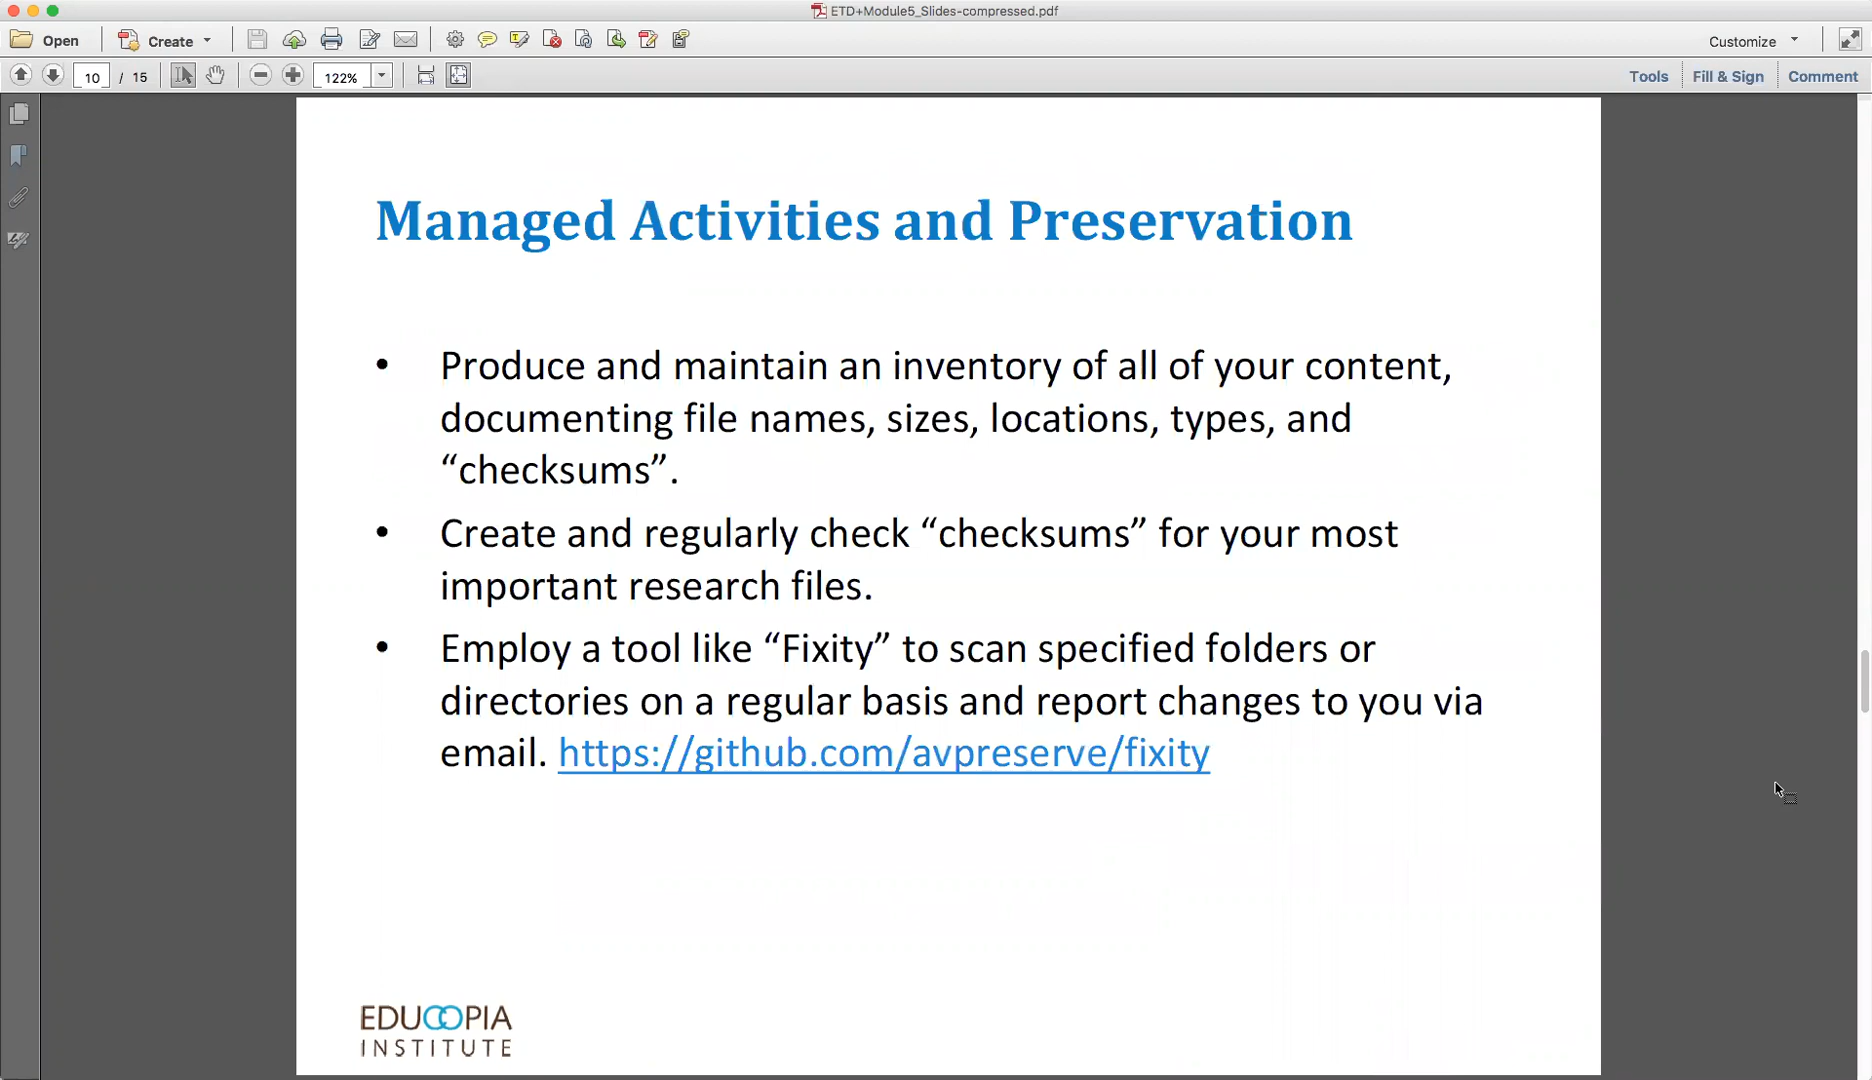 ETD+Module5_Slides-compressed.pdf
Open Create Customize
10 / 15 122% Tools Fill & Sign Comment
Managed Activities and Preservation
• Produce and maintain an inventory of all of your content,
documenting file names, sizes, locations, types, and
“checksums”.
• Create and regularly check “checksums” for your most
important research files.
• Employ a tool like “Fixity” to scan specified folders or
directories on a regular basis and report changes to you via
email. https://github.com/avpreserve/fixity
EDUCOPIA
INSTITUTE